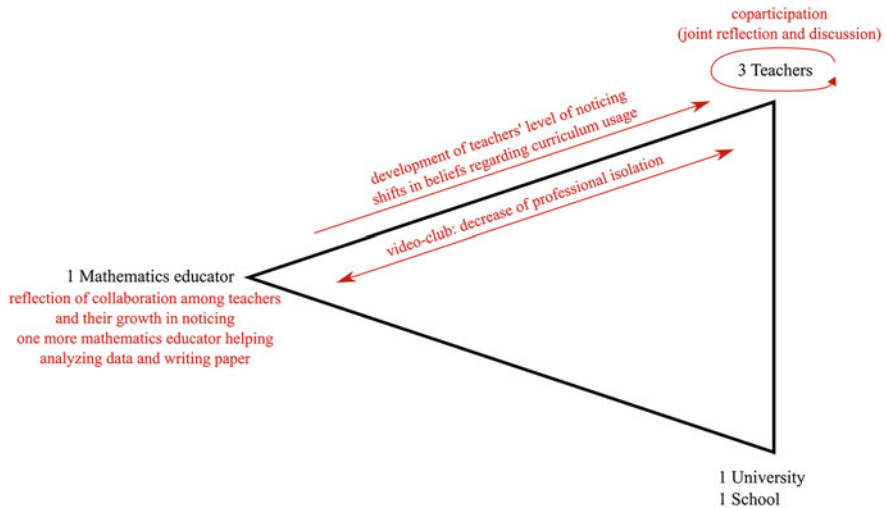 coparticipation
(joint reflection and discussion)
3 Teachers
development of teachers' level of noticing
shifts in beliefs regarding curriculum usage
video-club: decrease of professional isolation
1 Mathematics educator
reflection of collaboration among teachers
and their growth in noticing
one more mathematics educator helping
analyzing data and writing paper
1 University
1 School